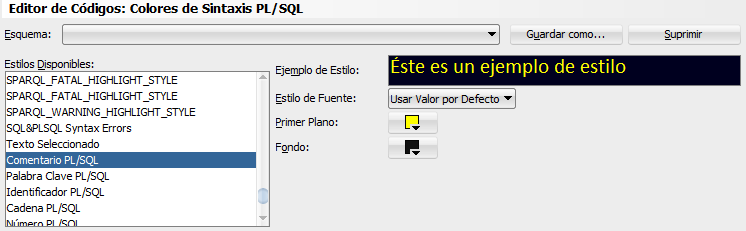 Editor de Códigos: Colores de Sintaxis PL/SQL
Esquema:
Guardar como...
Suprimir
Estilos Disponibles:
SPARQL_FATAL_HIGHLIGHT_STYLE
SPARQL_FATAL_HIGHLIGHT_STYLE
SPARQL_WARNING_HIGHLIGHT_STYLE
SQL&PLSQL Syntax Errors
Texto Seleccionado
Comentario PL/SQL
Palabra Clave PL/SQL
Identificador PL/SQL
Cadena PL/SQL
Número PL/SQL
Ejemplo de Estilo:
Éste es un ejemplo de estilo
Estilo de Fuente:
Usar Valor por Defecto
Primer Plano:
Fondo: